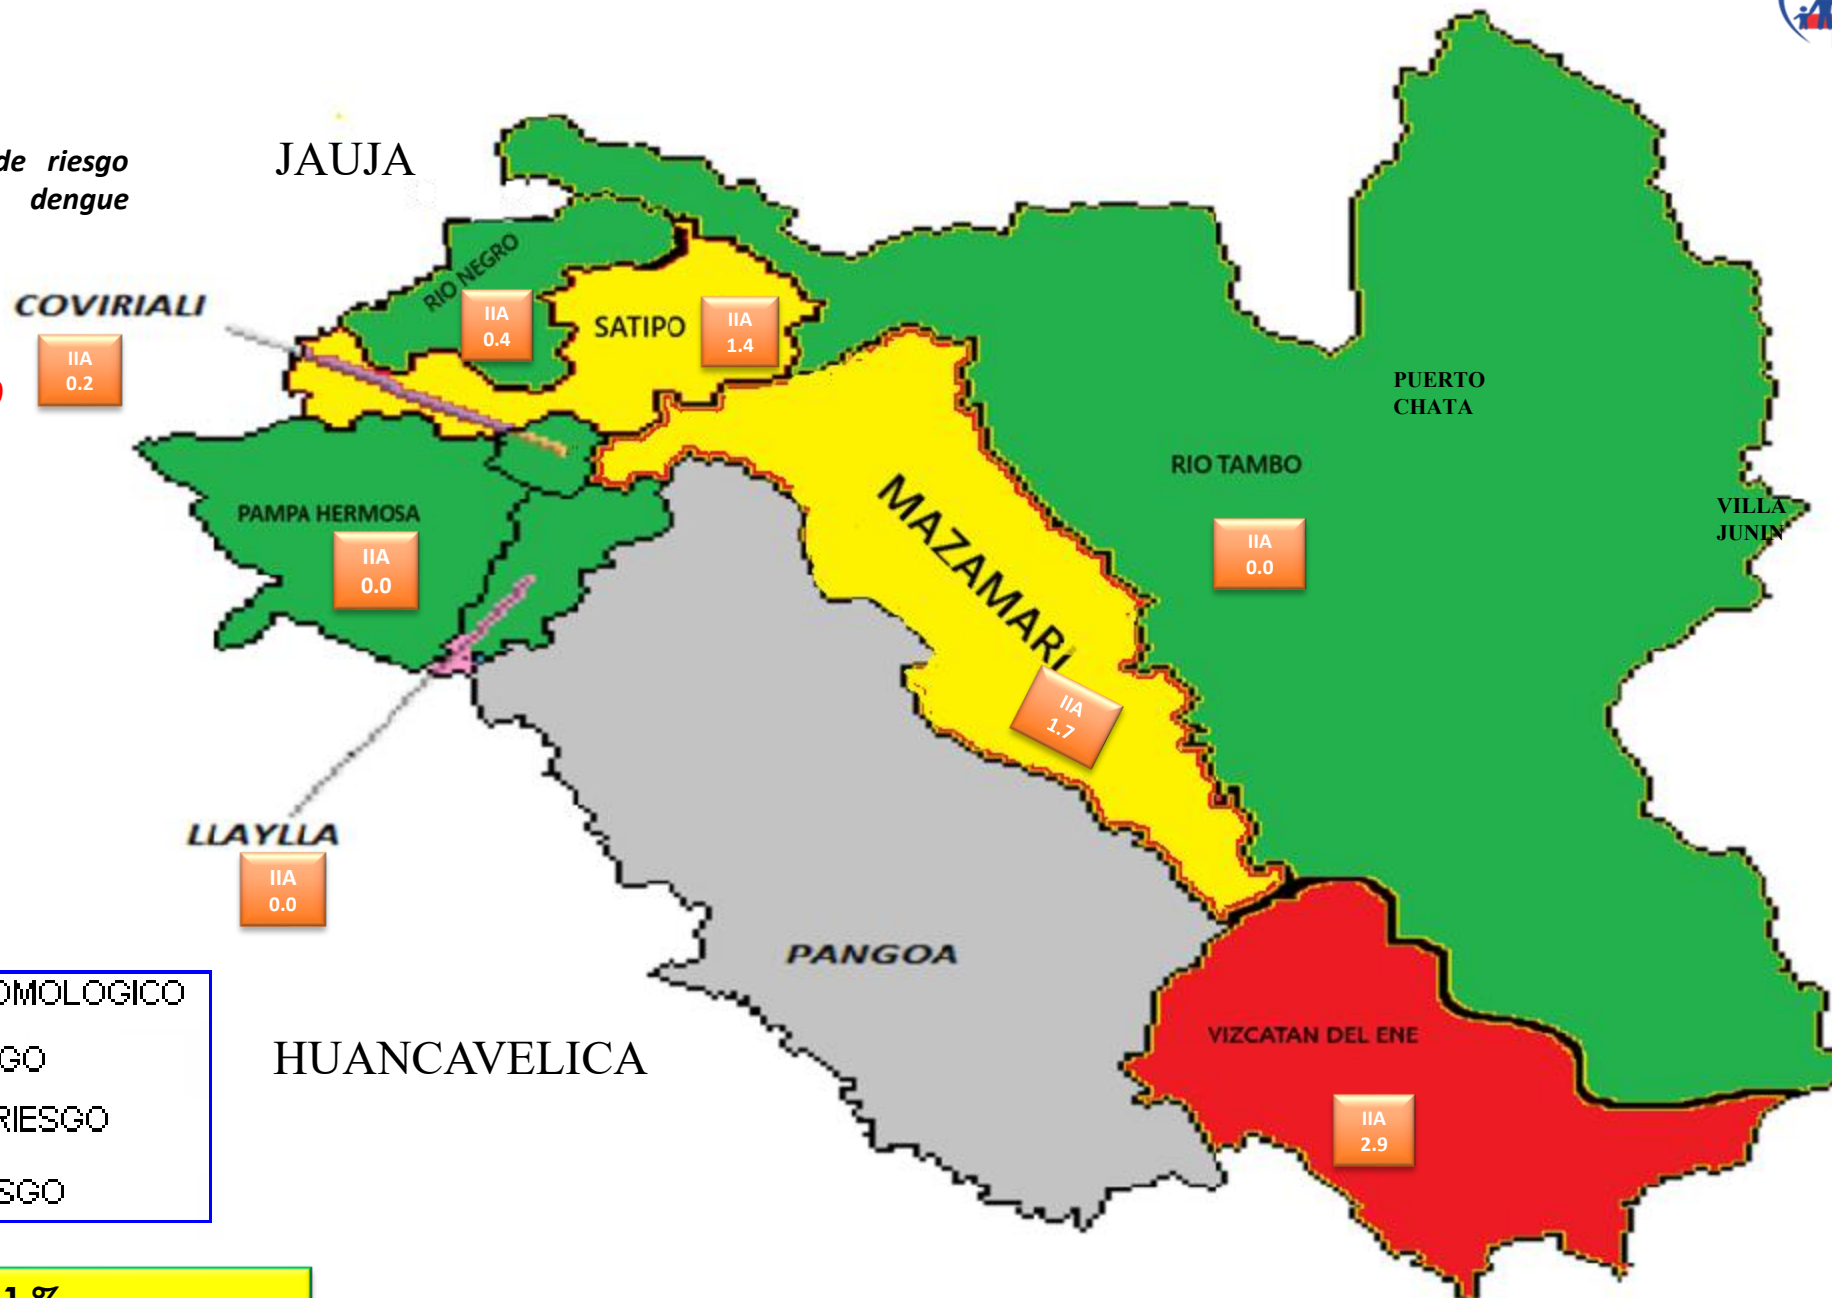 de riesgo
dengue
JAUJA
COVIRIALI
IIA
0.2
RIO NEGRO
IIA
0.4
SATIPO
IIA
1.4
PUERTO
CHATA
RIO TAMBO
IIA
0.0
VILLA
JUNIN
PAMPA HERMOSA
IIA
0.0
MAZAMARI
IIA
1.7
LLAYLLA
IIA
0.0
PANGOA
HUANCAVELICA
VIZCATAN DEL ENE
IIA
2.9
OMOLOGICO
GO
RIESGO
SGO
1 %